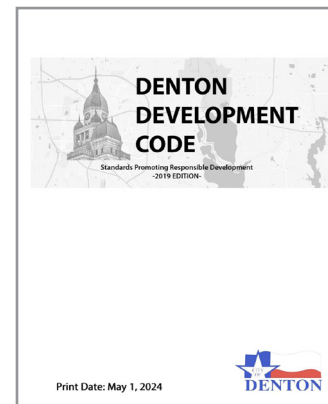 DENTON
DEVELOPMENT
CODE
Standards Promoting Responsible Development
-2019 EDITION-
CITY
OF
DENTON
Print Date: May 1, 2024